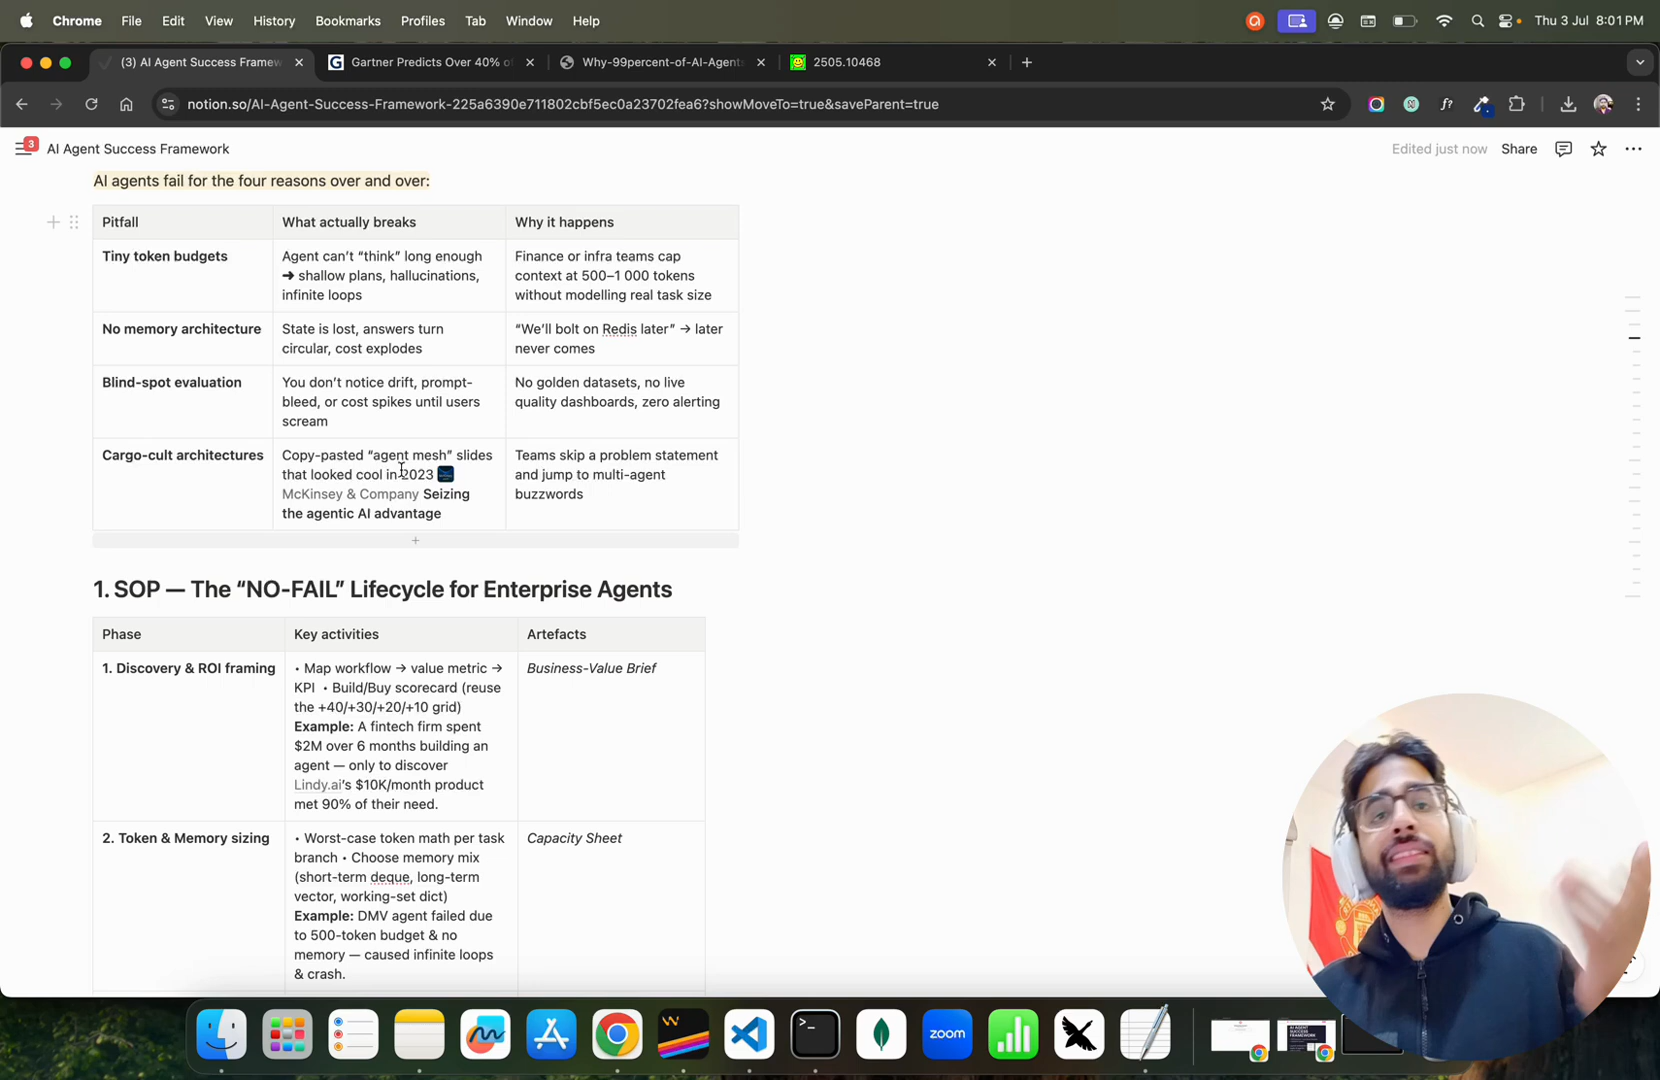 Chrome File Edit View History Bookmarks Profiles Tab Window Help Thu 3 Jul 8:01 PM
(3) AI Agent Success Framew Gartner Predicts Over 40% of Why-99percent-of-AI-Agents 2505.10468
notion.so/AI-Agent-Success-Framework-225a6390e711802cbf5ec0a23702fea6?showMoveTo=true&saveParent=true
3
AI Agent Success Framework Edited just now Share
AI agents fail for the four reasons over and over:
Pitfall What actually breaks Why it happens
Tiny token budgets
Agent can't “think” long enough
➜ shallow plans, hallucinations,
infinite loops
Finance or infra teams cap
context at 500–1 000 tokens
without modelling real task size
No memory architecture
State is lost, answers turn
circular, cost explodes
“We'll bolt on Redis later” → later
never comes
Blind-spot evaluation
You don't notice drift, prompt-
bleed, or cost spikes until users
scream
No golden datasets, no live
quality dashboards, zero alerting
Cargo-cult architectures
Copy-pasted “agent mesh” slides
that looked cool in 2023
McKinsey & Company Seizing
the agentic AI advantage
Teams skip a problem statement
and jump to multi-agent
buzzwords
1. SOP — The “NO-FAIL” Lifecycle for Enterprise Agents
Phase Key activities Artefacts
1. Discovery & ROI framing
• Map workflow → value metric →
KPI • Build/Buy scorecard (reuse
the +40/+30/+20/+10 grid)
Example: A fintech firm spent
$2M over 6 months building an
agent — only to discover
Lindy.ai's $10K/month product
met 90% of their need.
Business-Value Brief
2. Token & Memory sizing
• Worst-case token math per task
branch • Choose memory mix
(short-term deque, long-term
vector, working-set dict)
Example: DMV agent failed due
to 500-token budget & no
memory — caused infinite loops
& crash.
Capacity Sheet
zoom
AI AGENT
SUCCESS
FRAMEWORK